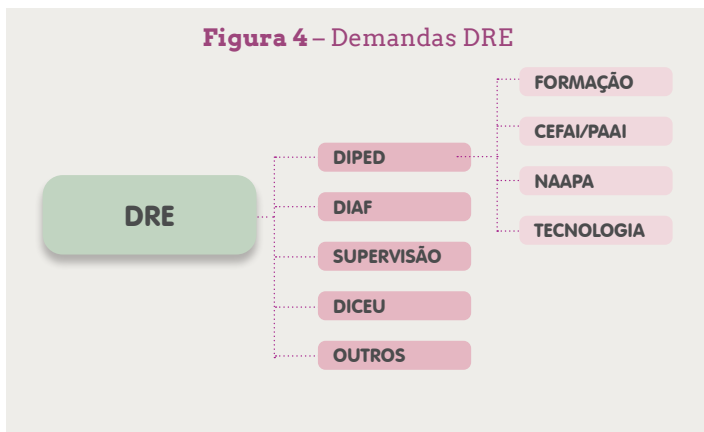 Figura 4 – Demandas DRE
DRE
DIPED
DIAF
SUPERVISÃO
DICEU
OUTROS
FORMAÇÃO
CEFAI/PAAI
NAAPA
TECNOLOGIA